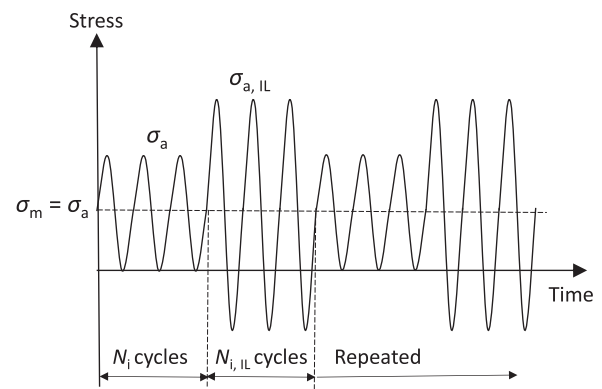 Stress
σa, IL
σa
σm = σa
Time
Ni cycles Ni, IL cycles Repeated